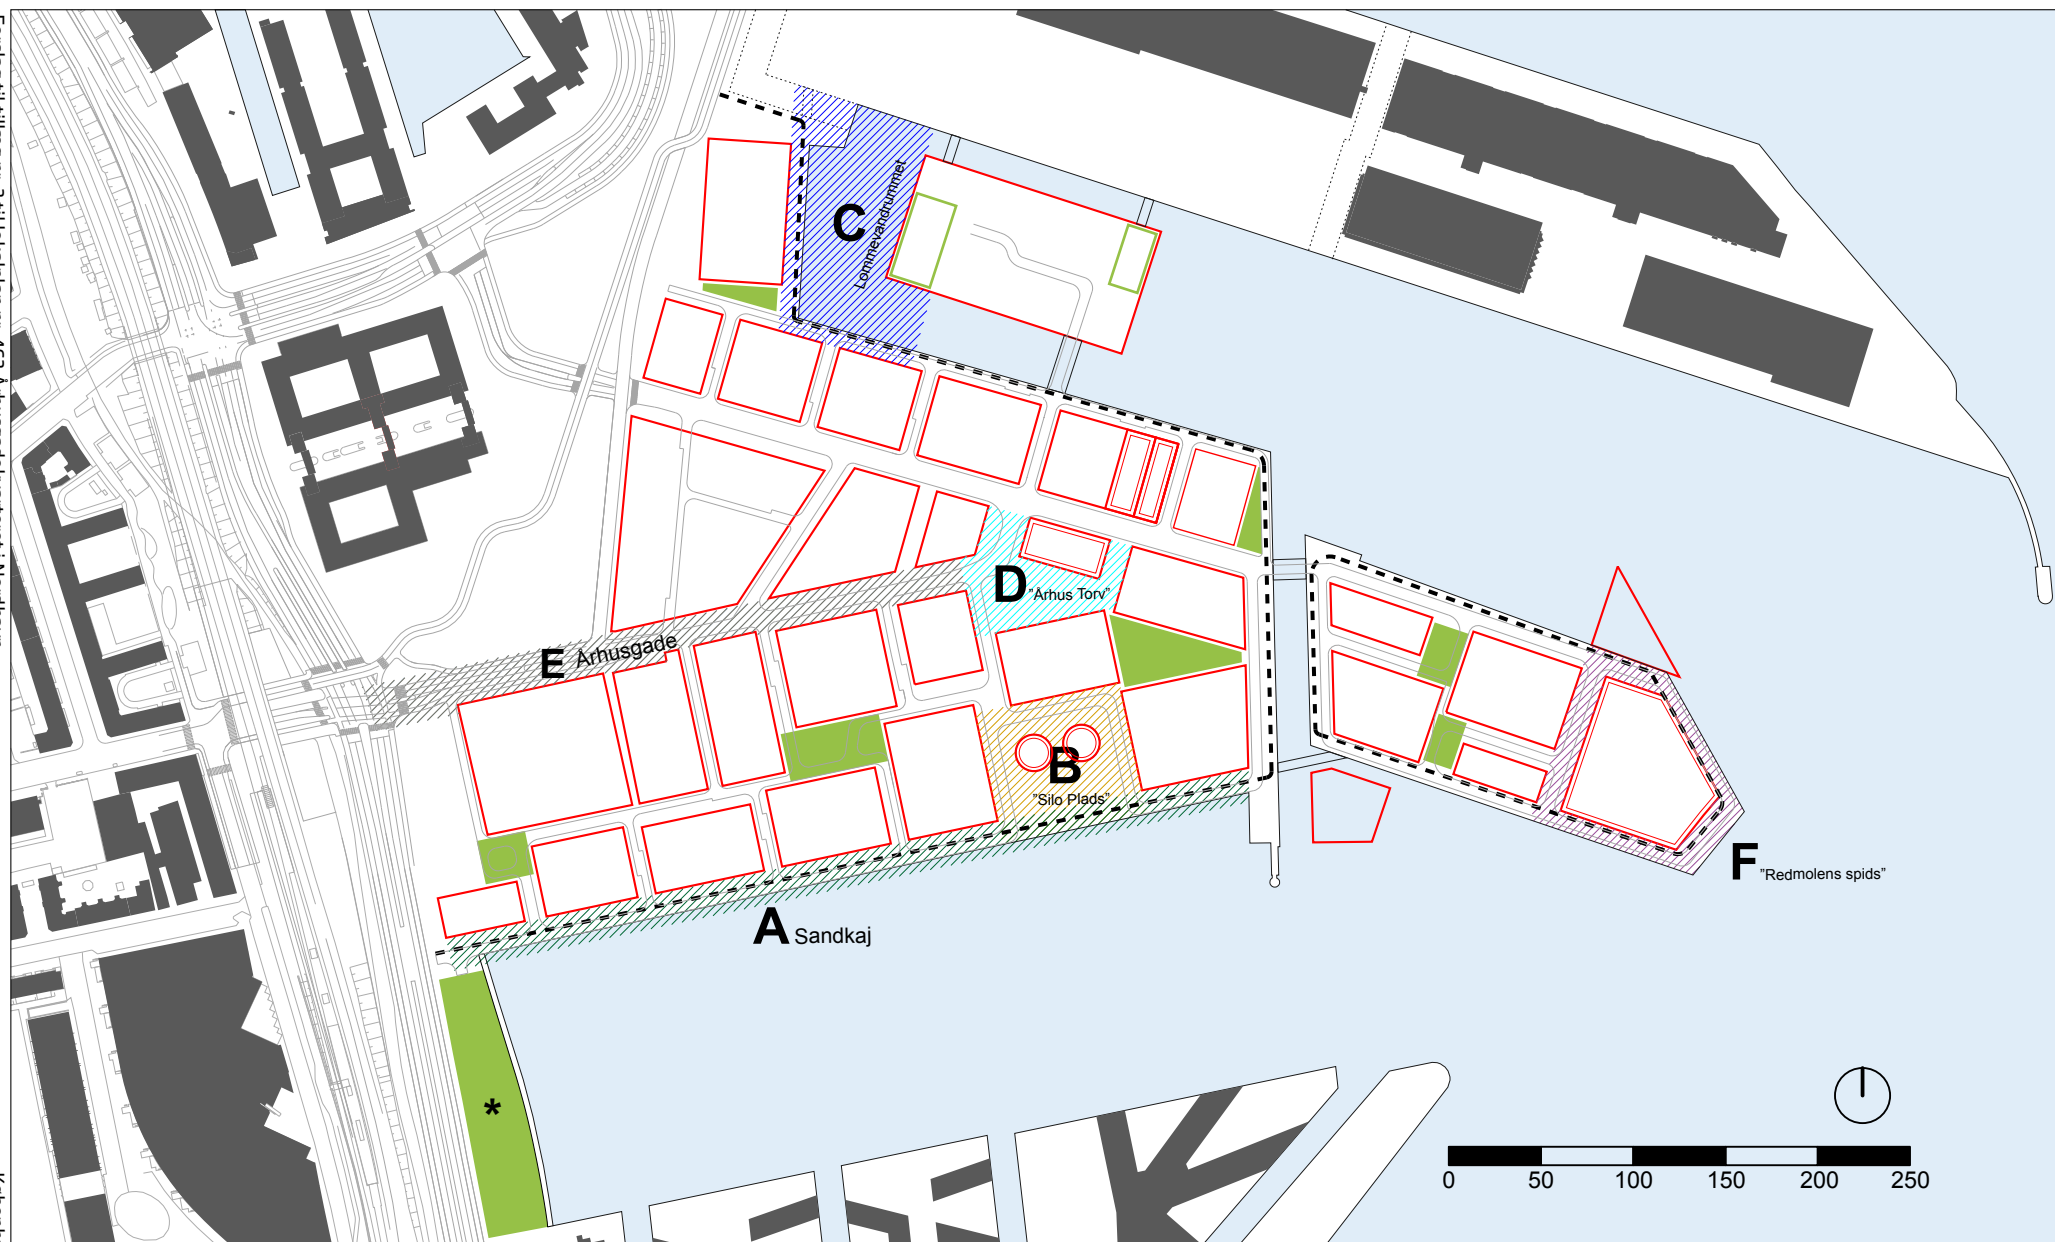 C
Lommevandrummet
D "Århus Torv"
E Århusgade
B
"Silo Plads"
F "Redmolens spids"
A Sandkaj
*
0 50 100 150 200 250